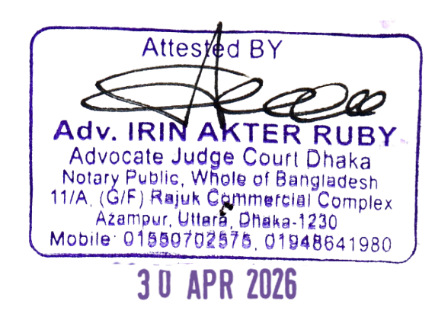 Attested BY
Adv. IRIN AKTER RUBY
Advocate Judge Court Dhaka
Notary Public, Whole of Bangladesh
11/A, (G/F) Rajuk Commercial Complex
Azampur, Uttara, Dhaka-1230
Mobile: 01550702575, 01948641980
30 APR 2026